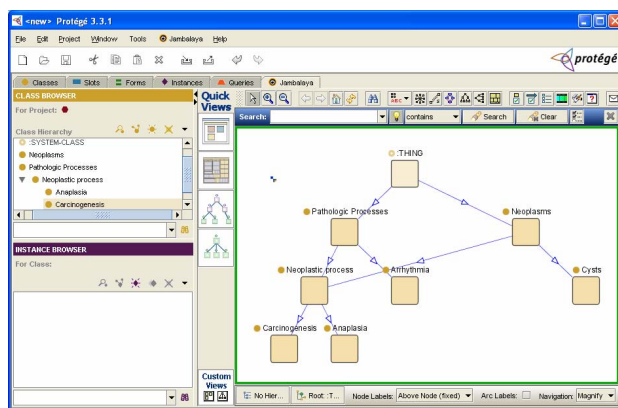 <new> Protégé 3.3.1
File Edit Project Window Tools Jambalaya Help
protégé
Classes Slots Forms Instances Queries Jambalaya
CLASS BROWSER
For Project:
Class Hierarchy
:SYSTEM-CLASS
Neoplasms
Pathologic Processes
Neoplastic process
Anaplasia
Carcinogenesis
INSTANCE BROWSER
For Class:
Quick
Views
Custom
Views
ABC
Search: contains Search Clear
:THING
Pathologic Processes Neoplasms
Neoplastic process Arrhythmia Cysts
Carcinogenesis Anaplasia
No Hier... Root: :T... Node Labels: Above Node (fixed) Arc Labels: Navigation: Magnify